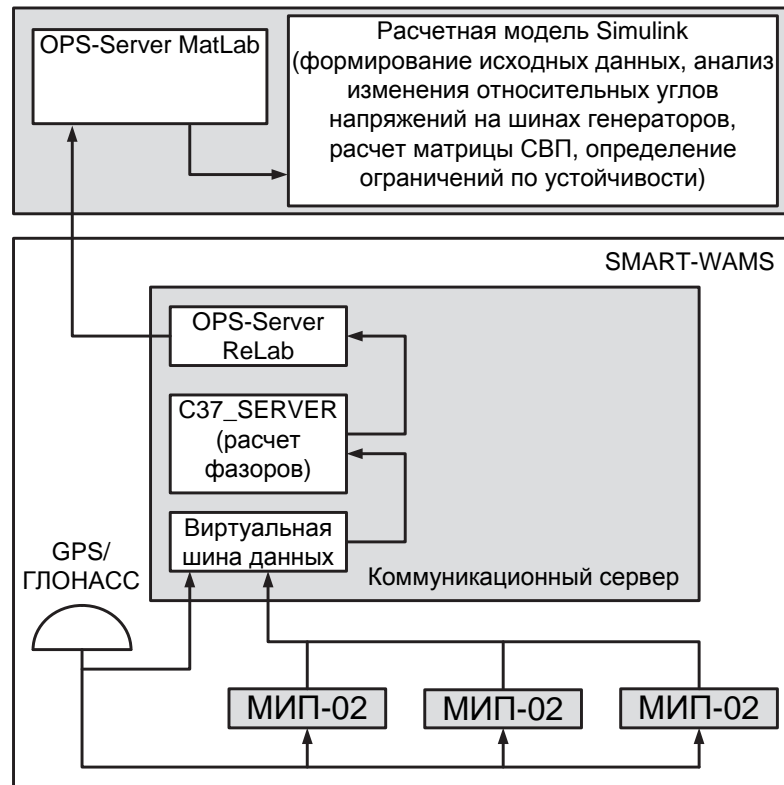 OPS-Server MatLab
Расчетная модель Simulink
(формирование исходных данных, анализ
изменения относительных углов
напряжений на шинах генераторов,
расчет матрицы СВП, определение
ограничений по устойчивости)
SMART-WAMS
OPS-Server
ReLab
C37_SERVER
(расчет
фазоров)
Виртуальная
шина данных
Коммуникационный сервер
GPS/
ГЛОНАСС
МИП-02
МИП-02
МИП-02